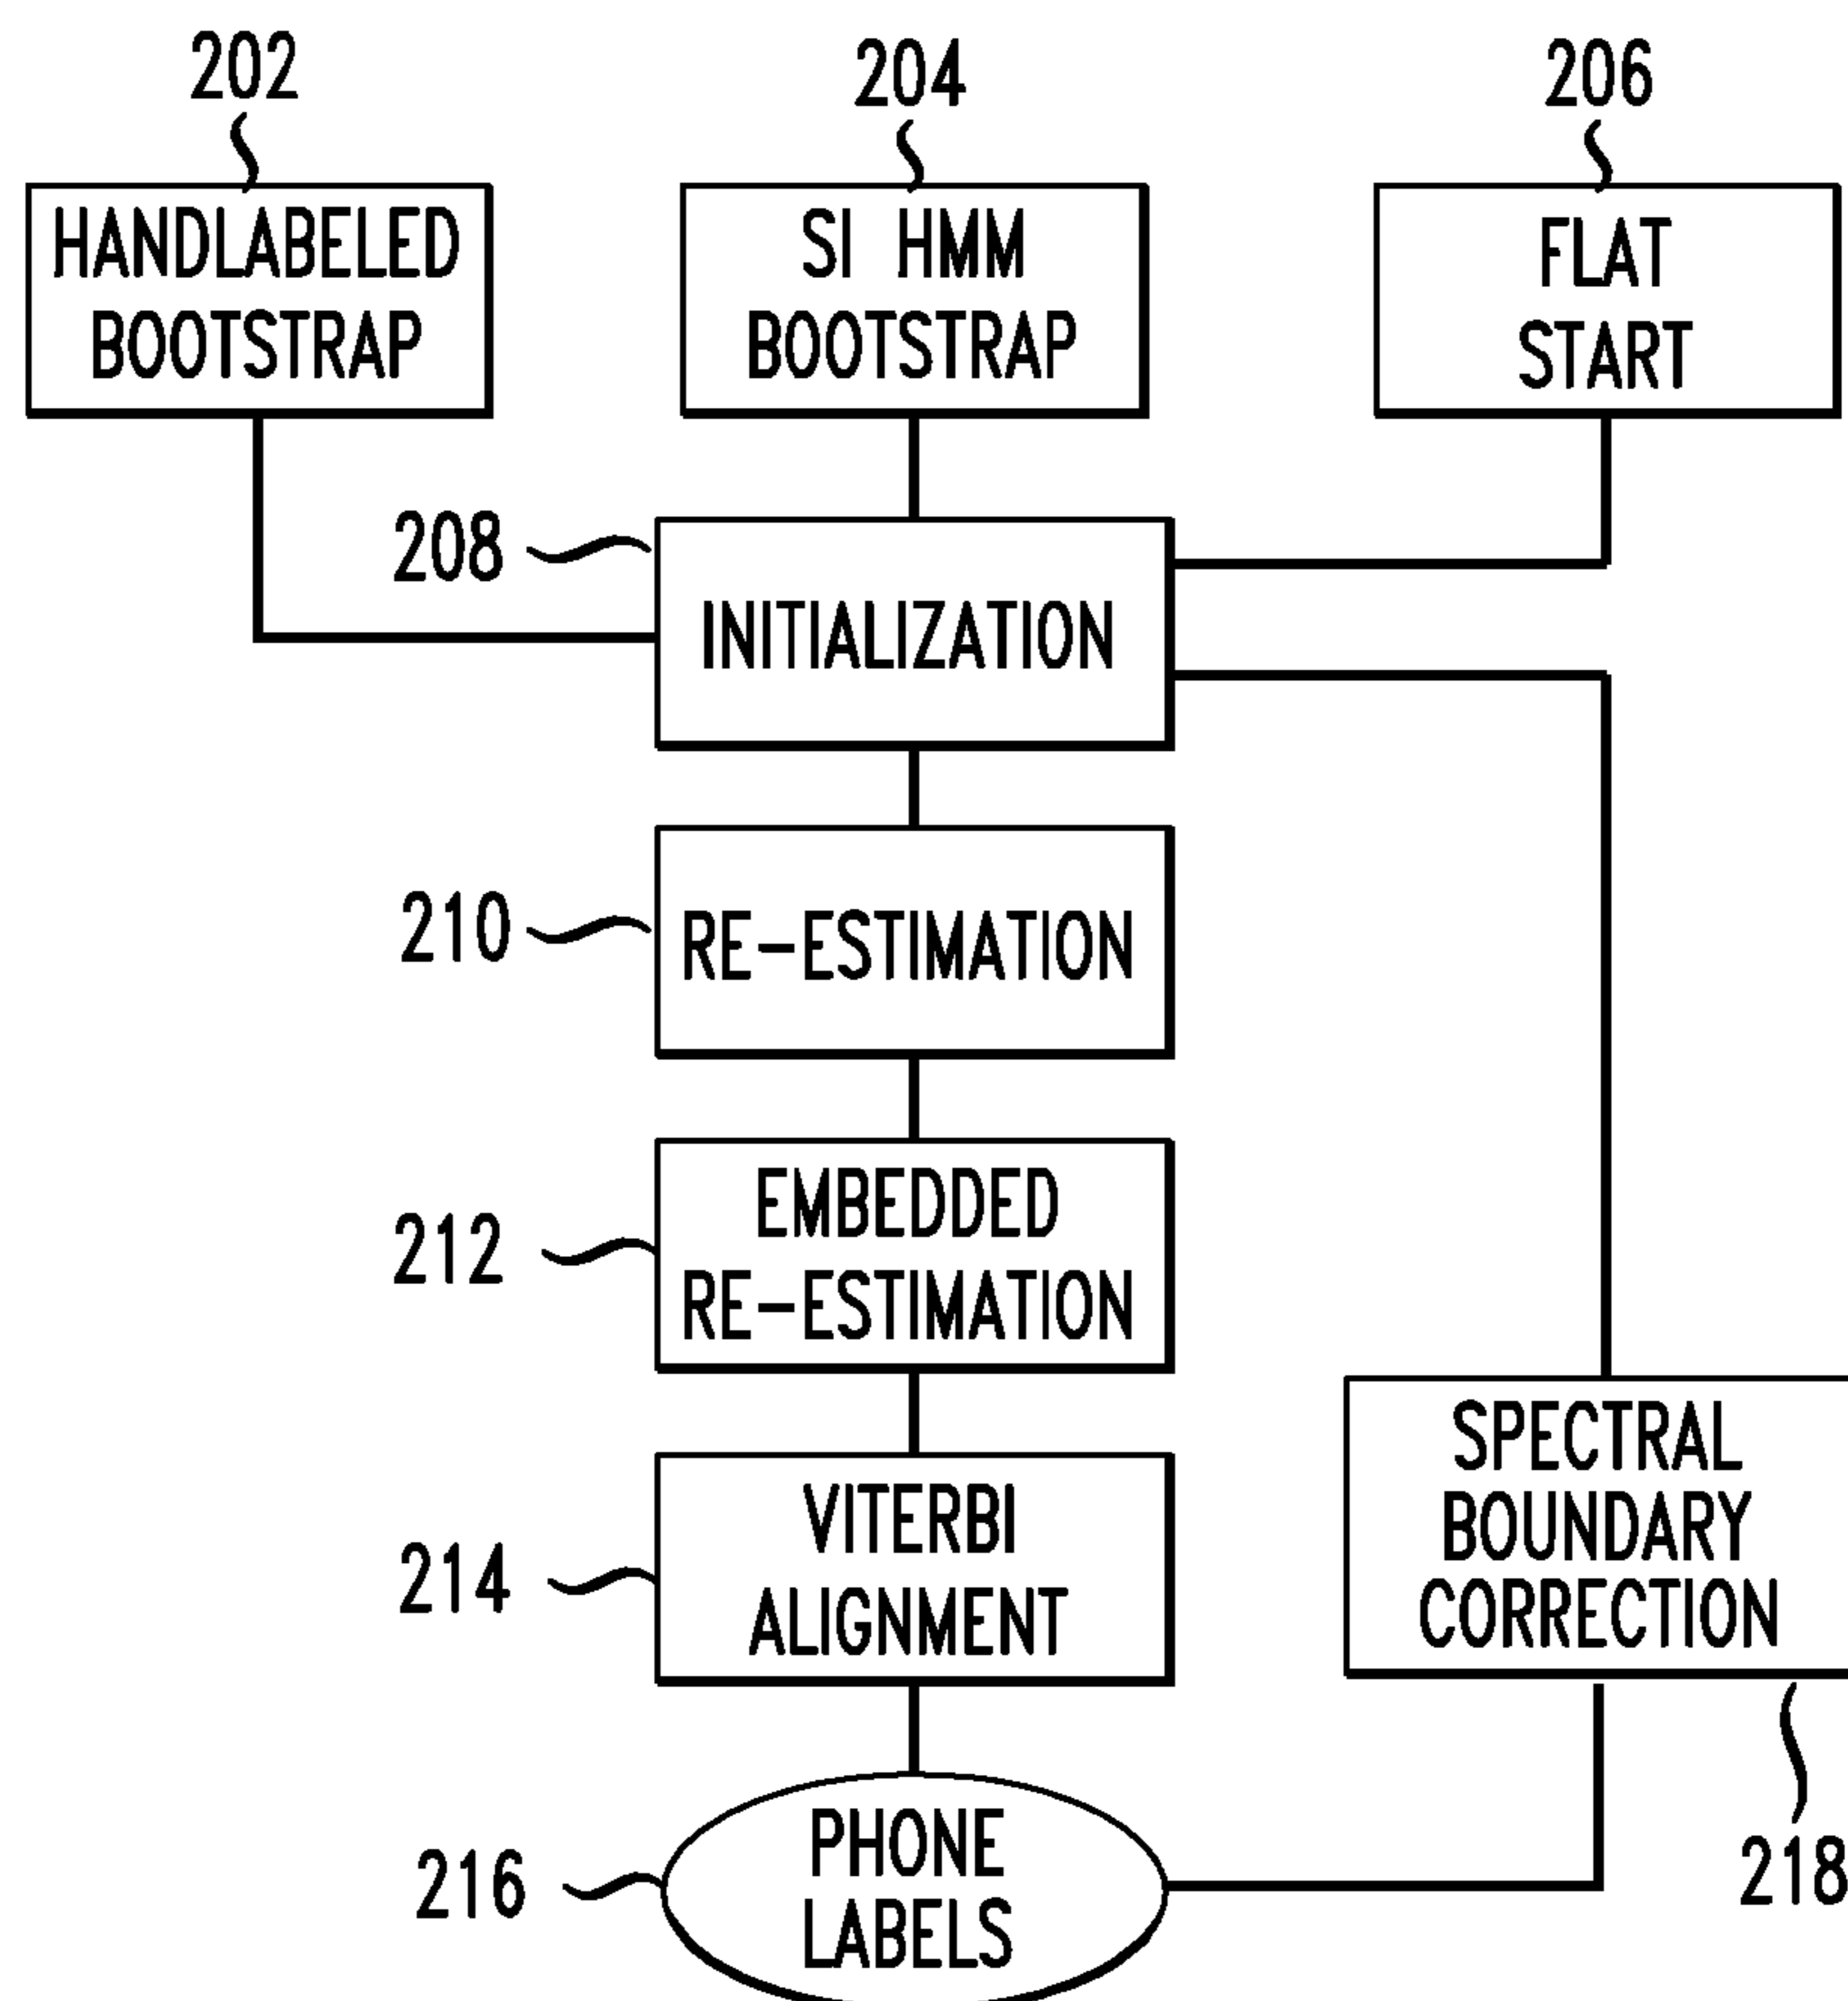 202
204
206
HANDLABELED
BOOTSTRAP
SI HMM
BOOTSTRAP
FLAT
START
208
INITIALIZATION
210
RE-ESTIMATION
212
EMBEDDED
RE-ESTIMATION
214
VITERBI
ALIGNMENT
SPECTRAL
BOUNDARY
CORRECTION
216
PHONE
LABELS
218